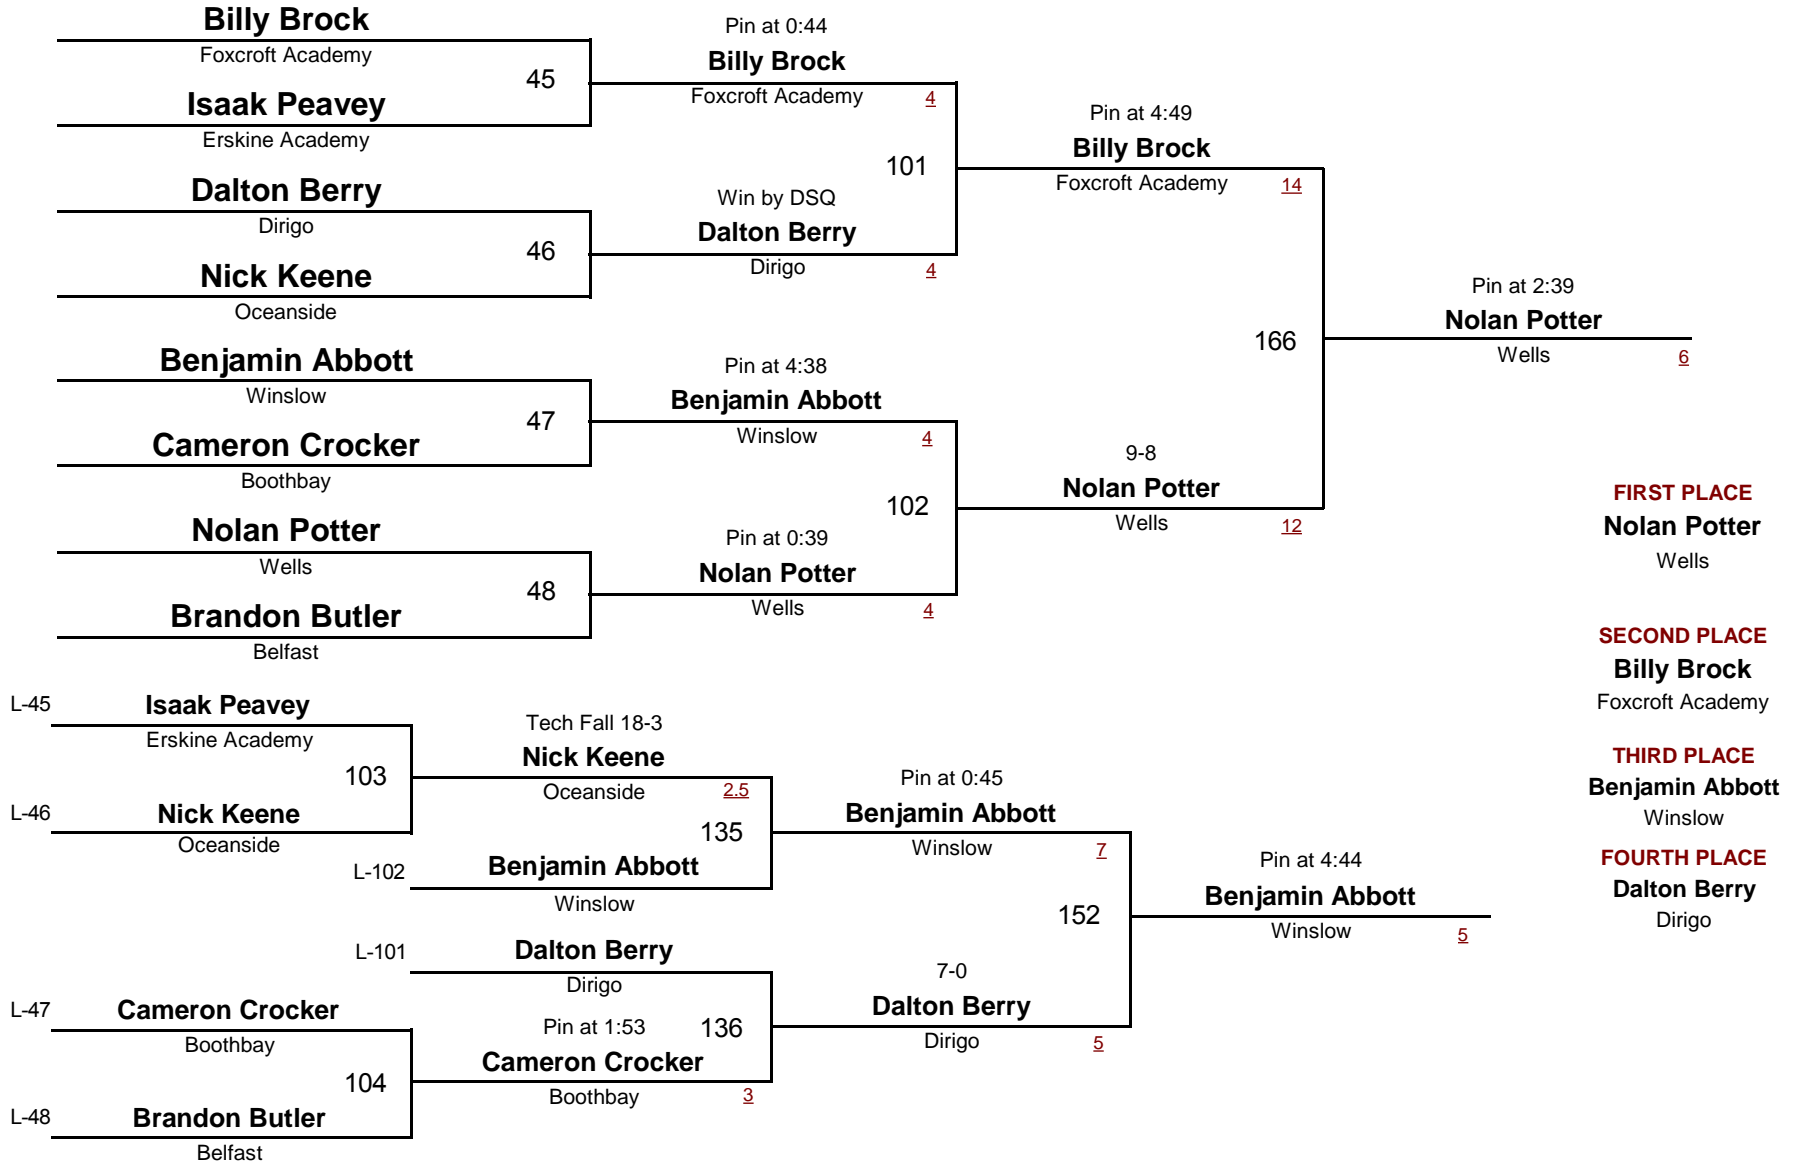 Billy Brock
Foxcroft Academy
45
Isaak Peavey
Erskine Academy
Dalton Berry
Dirigo
46
Nick Keene
Oceanside
Benjamin Abbott
Winslow
47
Cameron Crocker
Boothbay
Nolan Potter
Wells
48
Brandon Butler
Belfast
Pin at 0:44
Billy Brock
Foxcroft Academy 4
101
Win by DSQ
Dalton Berry
Dirigo 4
Pin at 4:38
Benjamin Abbott
Winslow 4
102
Pin at 0:39
Nolan Potter
Wells 4
Pin at 4:49
Billy Brock
Foxcroft Academy 14
166
9-8
Nolan Potter
Wells 12
Pin at 2:39
Nolan Potter
Wells 6
FIRST PLACE
Nolan Potter
Wells
SECOND PLACE
Billy Brock
Foxcroft Academy
THIRD PLACE
Benjamin Abbott
Winslow
FOURTH PLACE
Dalton Berry
Dirigo
L-45 Isaak Peavey
Erskine Academy
103
L-46 Nick Keene
Oceanside
Tech Fall 18-3
Nick Keene
Oceanside 2.5
135
L-102 Benjamin Abbott
Winslow
L-101 Dalton Berry
Dirigo
L-47 Cameron Crocker
Boothbay
104
L-48 Brandon Butler
Belfast
Pin at 1:53 136
Cameron Crocker
Boothbay 3
Pin at 0:45
Benjamin Abbott
Winslow 7
152
7-0
Dalton Berry
Dirigo 5
Pin at 4:44
Benjamin Abbott
Winslow 5